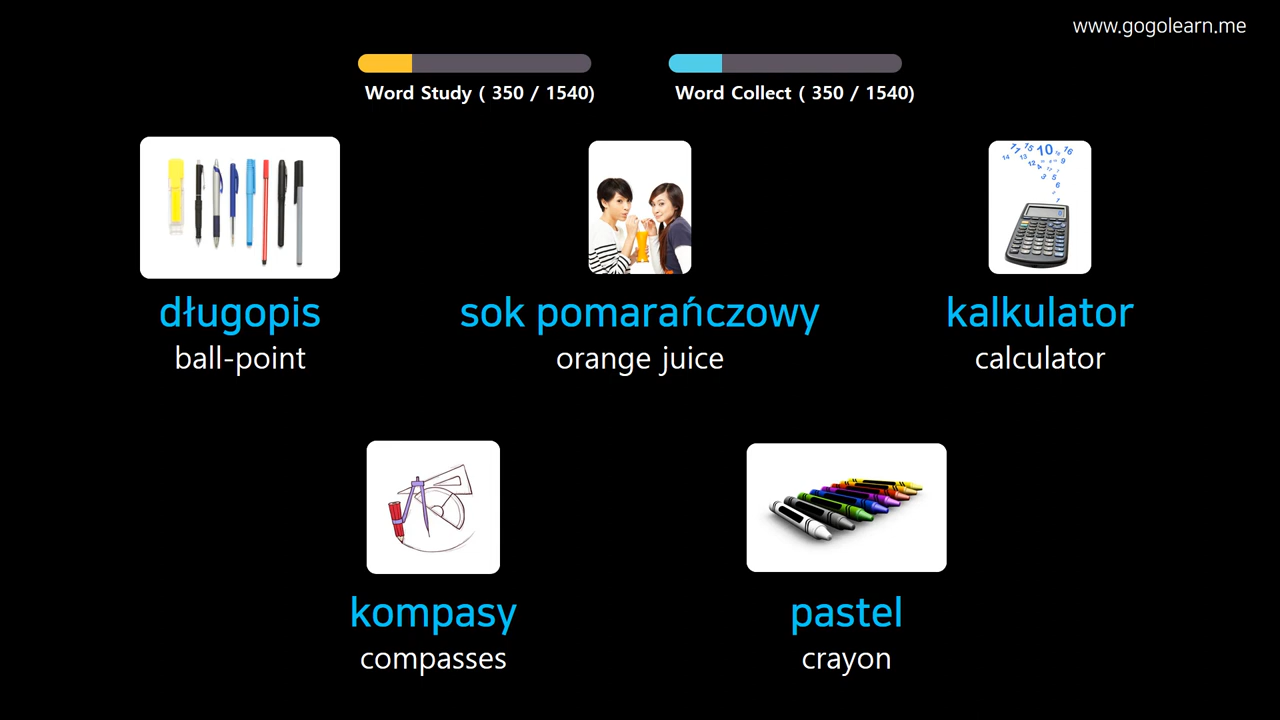 www.gogolearn.me
Word Study ( 350 / 1540)
Word Collect ( 350 / 1540)
długopis
ball-point
sok pomarańczowy
orange juice
kalkulator
calculator
kompasy
compasses
pastel
crayon